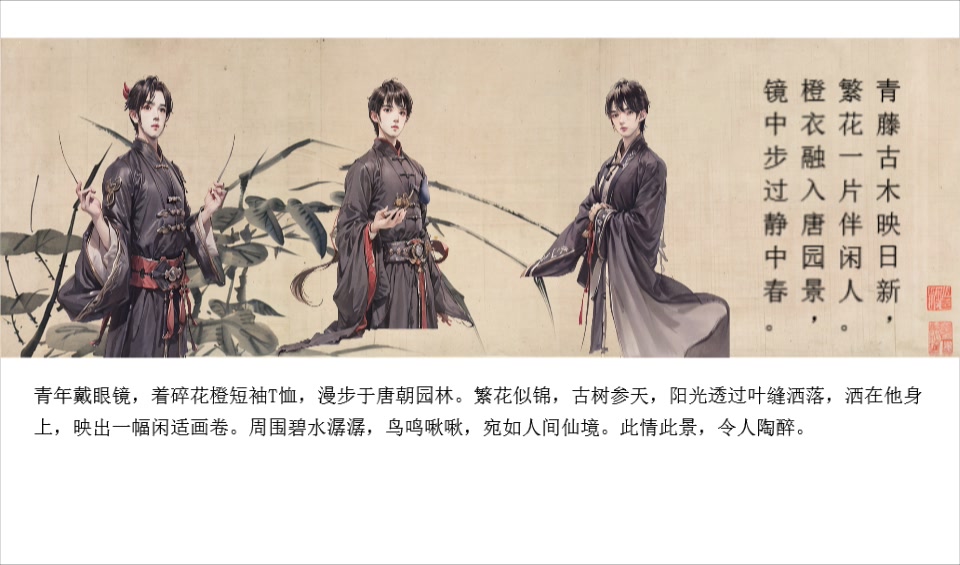 青藤古木映日新，
繁花一片伴闲人。
橙衣融入唐园景，
镜中步过静中春。
青年戴眼镜，着碎花橙短袖T恤，漫步于唐朝园林。繁花似锦，古树参天，阳光透过叶缝洒落，洒在他身
上，映出一幅闲适画卷。周围碧水潺潺，鸟鸣啾啾，宛如人间仙境。此情此景，令人陶醉。